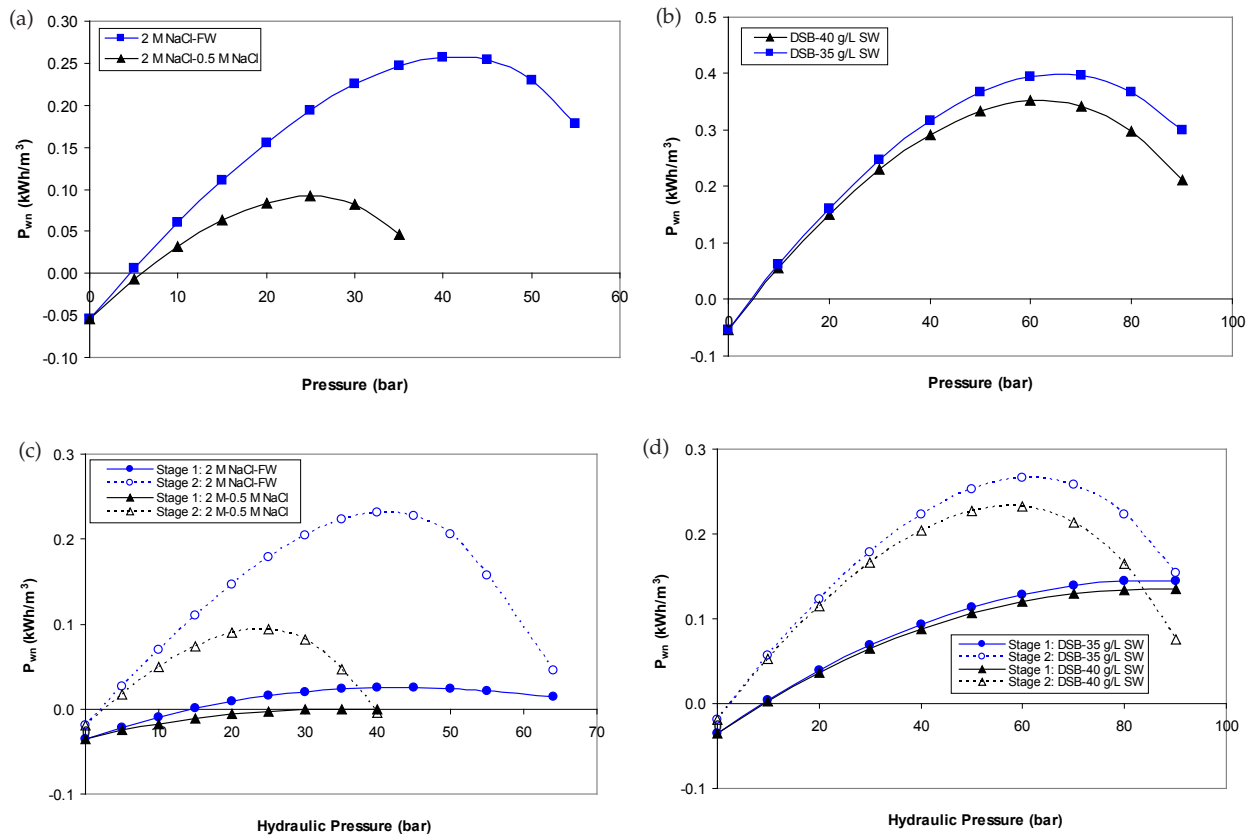 (a)
0.30
0.25
0.20
0.15
0.10
0.05
0.00
-0.05
-0.10
P_wn (kWh/m³)
2 M NaCl-FW
2 M NaCl-0.5 M NaCl
0 10 20 30 40 50 60
Pressure (bar)
(b)
0.5
0.4
0.3
0.2
0.1
0.0
-0.1
P_wn (kWh/m³)
DSB-40 g/L SW
DSB-35 g/L SW
0 20 40 60 80 100
Pressure (bar)
(c)
0.3
0.2
0.1
0.0
-0.1
P_wn (kWh/m³)
Stage 1: 2 M NaCl-FW
Stage 2: 2 M NaCl-FW
Stage 1: 2 M-0.5 M NaCl
Stage 2: 2 M-0.5 M NaCl
0 10 20 30 40 50 60 70
Hydraulic Pressure (bar)
(d)
0.3
0.2
0.1
0.0
-0.1
P_wn (kWh/m³)
Stage 1: DSB-35 g/L SW
Stage 2: DSB-35 g/L SW
Stage 1: DSB-40 g/L SW
Stage 2: DSB-40 g/L SW
0 20 40 60 80 100
Hydraulic Pressure (bar)